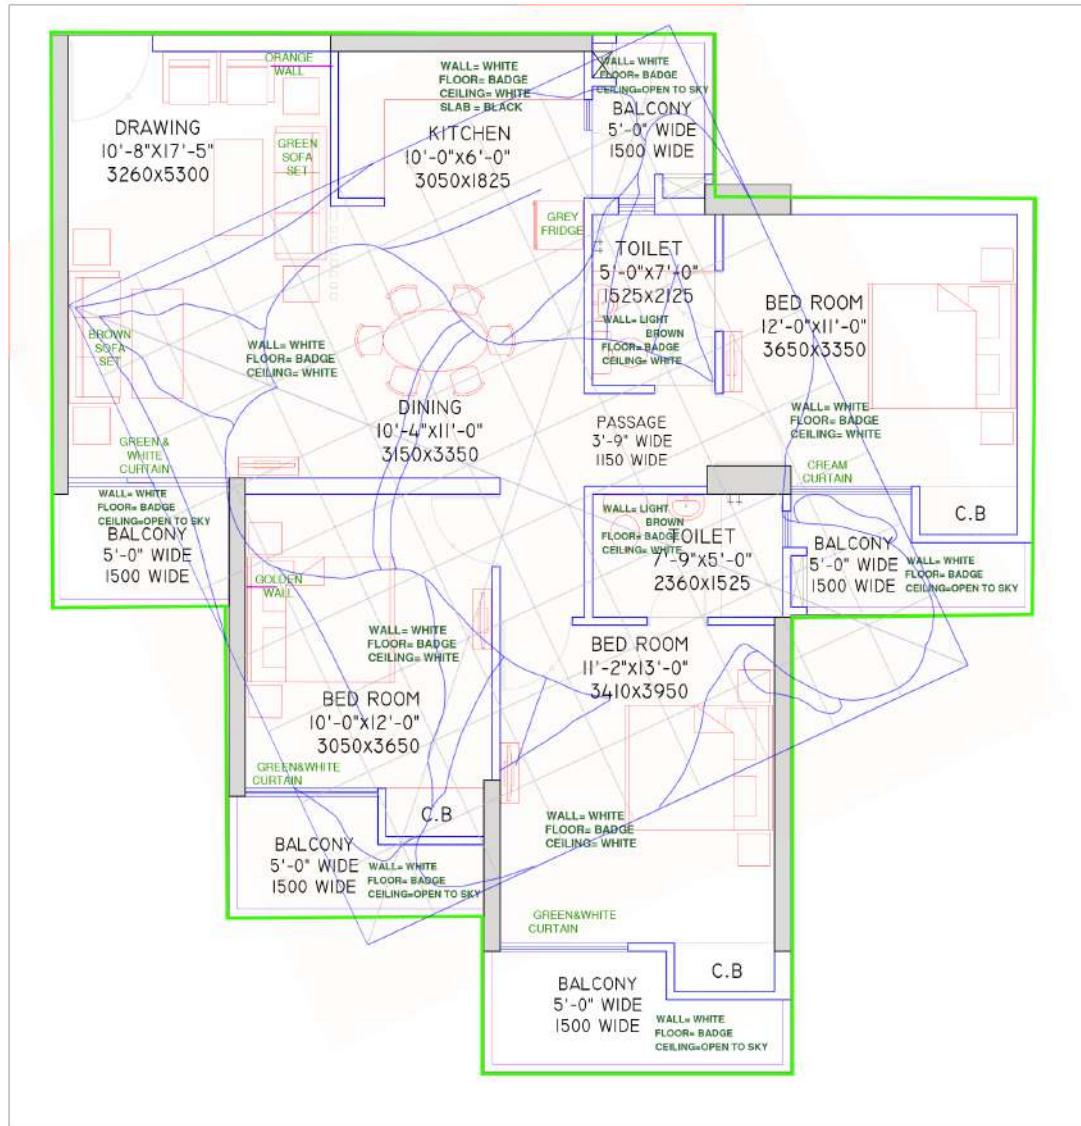 ORANGE
WALL
WALL= WHITE
FLOOR= BADGE
CEILING= WHITE
SLAB = BLACK
WALL= WHITE
FLOOR= BADGE
CEILING=OPEN TO SKY
BALCONY
5'-0" WIDE
1500 WIDE
DRAWING
10'-8"X17'-5"
3260x5300
GREEN
SOFA
SET
KITCHEN
10'-0"x6'-0"
3050X1825
GREY
FRIDGE
TOILET
5'-0"x7'-0"
1525x2125
WALL= LIGHT
BROWN
FLOOR= BADGE
CEILING= WHITE
BED ROOM
12'-0"x11'-0"
3650x3350
BROWN
SOFA
SET
WALL= WHITE
FLOOR= BADGE
CEILING= WHITE
DINING
10'-4"x11'-0"
3150x3350
PASSAGE
3'-9" WIDE
1150 WIDE
WALL= WHITE
FLOOR= BADGE
CEILING= WHITE
GREEN &
WHITE
CURTAIN
CREAM
CURTAIN
C.B
WALL= WHITE
FLOOR= BADGE
CEILING=OPEN TO SKY
BALCONY
5'-0" WIDE
1500 WIDE
WALL= LIGHT
BROWN
FLOOR= BADGE
CEILING= WHITE
TOILET
7'-9"x5'-0"
2360x1525
BALCONY
5'-0" WIDE
1500 WIDE
WALL= WHITE
FLOOR= BADGE
CEILING=OPEN TO SKY
GOLDEN
WALL
WALL= WHITE
FLOOR= BADGE
CEILING= WHITE
BED ROOM
11'-2"x13'-0"
3410x3950
BED ROOM
10'-0"x12'-0"
3050x3650
GREEN&WHITE
CURTAIN
C.B
WALL= WHITE
FLOOR= BADGE
CEILING= WHITE
BALCONY
5'-0" WIDE
1500 WIDE
WALL= WHITE
FLOOR= BADGE
CEILING=OPEN TO SKY
GREEN&WHITE
CURTAIN
C.B
BALCONY
5'-0" WIDE
1500 WIDE
WALL= WHITE
FLOOR= BADGE
CEILING=OPEN TO SKY